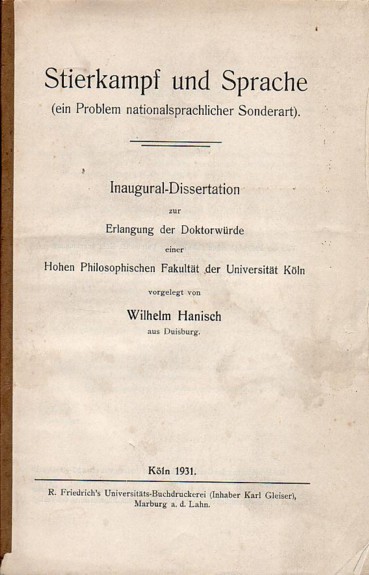 Stierkampf und Sprache
(ein Problem nationalsprachlicher Sonderart).
Inaugural-Dissertation
zur
Erlangung der Doktorwürde
einer
Hohen Philosophischen Fakultät der Universität Köln
vorgelegt von
Wilhelm Hanisch
aus Duisburg.
Köln 1931.
R. Friedrich's Universitäts-Buchdruckerei (Inhaber Karl Gleiser),
Marburg a. d. Lahn.